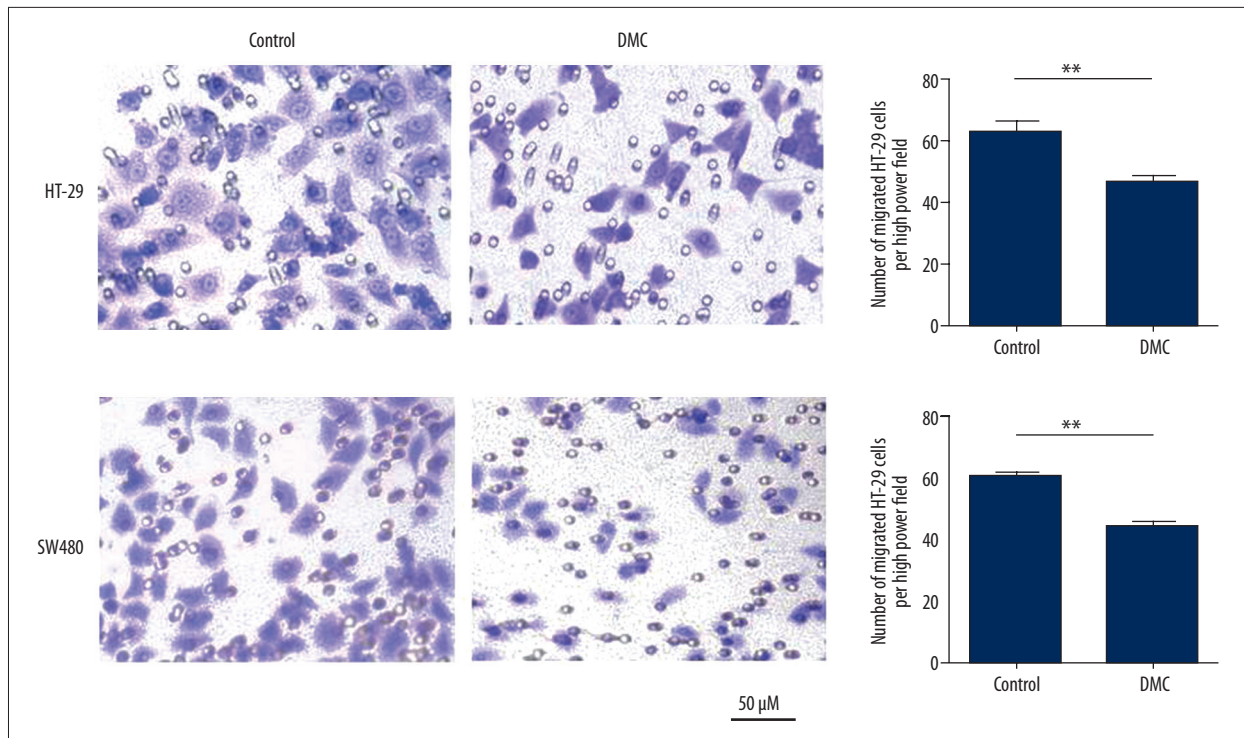 Control
DMC
HT-29
SW480
50 µM
**
80
60
40
20
0
Number of migrated HT-29 cells
per high power field
Control
DMC
**
80
60
40
20
0
Number of migrated HT-29 cells
per high power field
Control
DMC